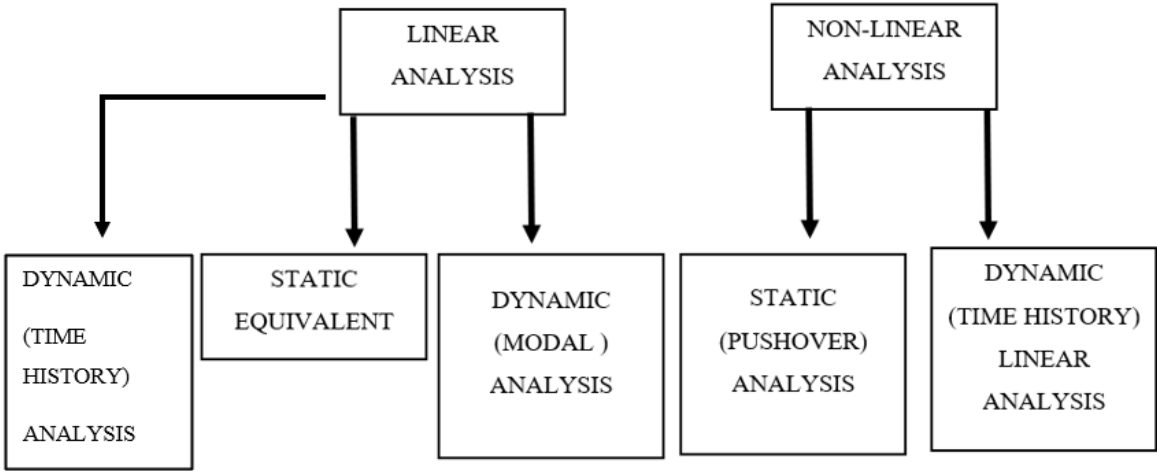 LINEAR
ANALYSIS
NON-LINEAR
ANALYSIS
DYNAMIC
(TIME
HISTORY)
ANALYSIS
STATIC
EQUIVALENT
DYNAMIC
(MODAL )
ANALYSIS
STATIC
(PUSHOVER)
ANALYSIS
DYNAMIC
(TIME HISTORY)
LINEAR
ANALYSIS